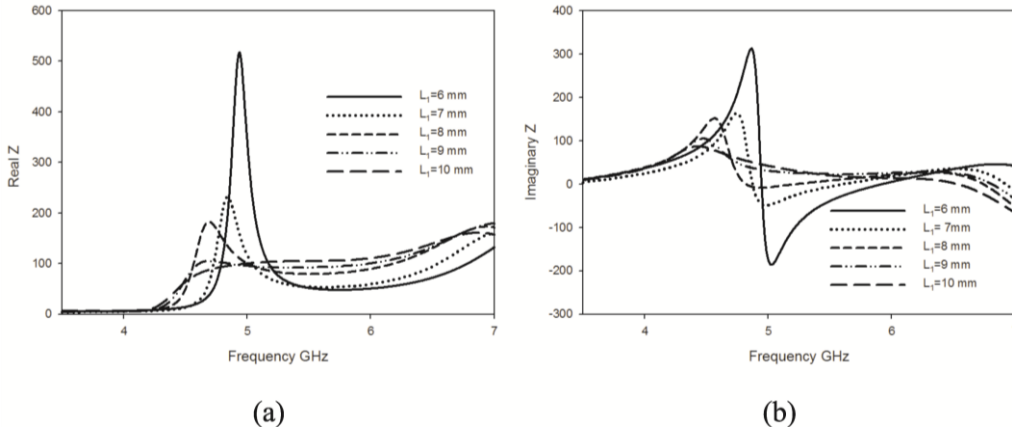 600
500
400
300
200
100
0
Real Z
L1=6 mm
L1=7 mm
L1=8 mm
L1=9 mm
L1=10 mm
4 5 6 7
Frequency GHz
(a)
400
300
200
100
0
-100
-200
-300
Imaginary Z
L1=6 mm
L1= 7mm
L1=8 mm
L1=9 mm
L1=10 mm
4 5 6
Frequency GHz
(b)